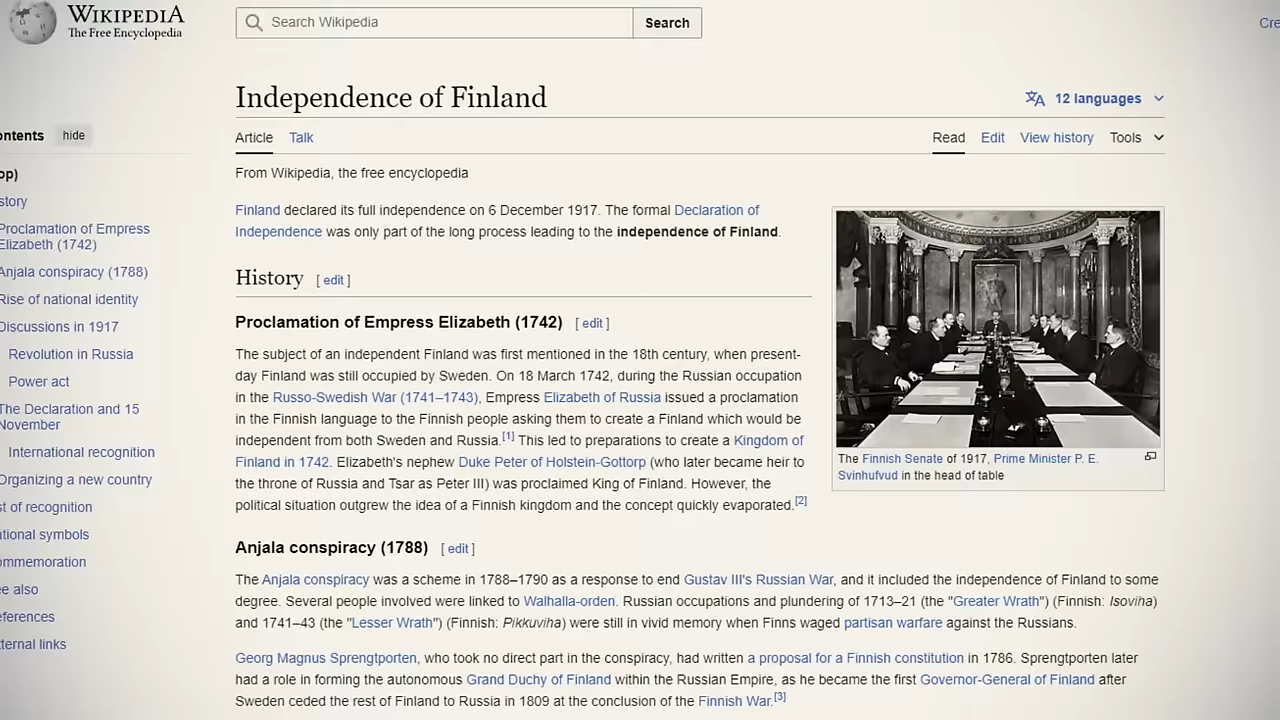 WIKIPEDIA
The Free Encyclopedia
Search Wikipedia
Search
Cre
Independence of Finland
12 languages
Article Talk
Read Edit View history Tools
From Wikipedia, the free encyclopedia
ontents hide
op)
story
Proclamation of Empress
Elizabeth (1742)
Anjala conspiracy (1788)
Rise of national identity
Discussions in 1917
Revolution in Russia
Power act
The Declaration and 15
November
International recognition
Organizing a new country
st of recognition
ational symbols
ommemoration
ee also
eferences
xternal links
Finland declared its full independence on 6 December 1917. The formal Declaration of
Independence was only part of the long process leading to the independence of Finland.
History [ edit ]
Proclamation of Empress Elizabeth (1742) [ edit ]
The subject of an independent Finland was first mentioned in the 18th century, when present-
day Finland was still occupied by Sweden. On 18 March 1742, during the Russian occupation
in the Russo-Swedish War (1741–1743), Empress Elizabeth of Russia issued a proclamation
in the Finnish language to the Finnish people asking them to create a Finland which would be
independent from both Sweden and Russia.[1] This led to preparations to create a Kingdom of
Finland in 1742. Elizabeth's nephew Duke Peter of Holstein-Gottorp (who later became heir to
the throne of Russia and Tsar as Peter III) was proclaimed King of Finland. However, the
political situation outgrew the idea of a Finnish kingdom and the concept quickly evaporated.[2]
The Finnish Senate of 1917, Prime Minister P. E.
Svinhufvud in the head of table
Anjala conspiracy (1788) [ edit ]
The Anjala conspiracy was a scheme in 1788–1790 as a response to end Gustav III's Russian War, and it included the independence of Finland to some
degree. Several people involved were linked to Walhalla-orden. Russian occupations and plundering of 1713–21 (the "Greater Wrath") (Finnish: Isoviha)
and 1741–43 (the "Lesser Wrath") (Finnish: Pikkuviha) were still in vivid memory when Finns waged partisan warfare against the Russians.
Georg Magnus Sprengtporten, who took no direct part in the conspiracy, had written a proposal for a Finnish constitution in 1786. Sprengtporten later
had a role in forming the autonomous Grand Duchy of Finland within the Russian Empire, as he became the first Governor-General of Finland after
Sweden ceded the rest of Finland to Russia in 1809 at the conclusion of the Finnish War.[3]